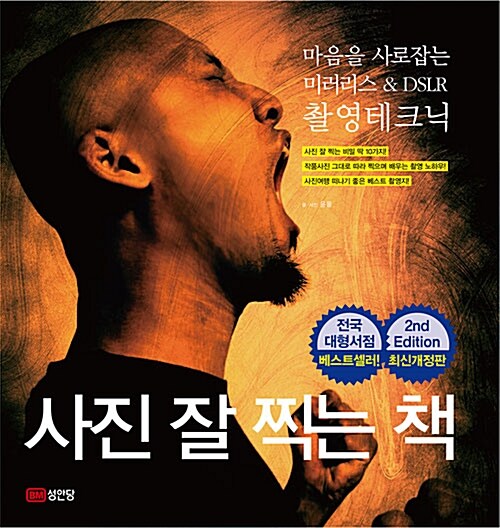 마음을 사로잡는
미러리스 & DSLR
촬영테크닉
사진 잘 찍는 비밀 딱 10가지!
작품사진 그대로 따라 찍으며 배우는 촬영 노하우!
사진여행 떠나기 좋은 베스트 촬영지!
전국
대형서점
베스트셀러!
2nd
Edition
최신개정판
사진 잘 찍는 책
BM 성안당